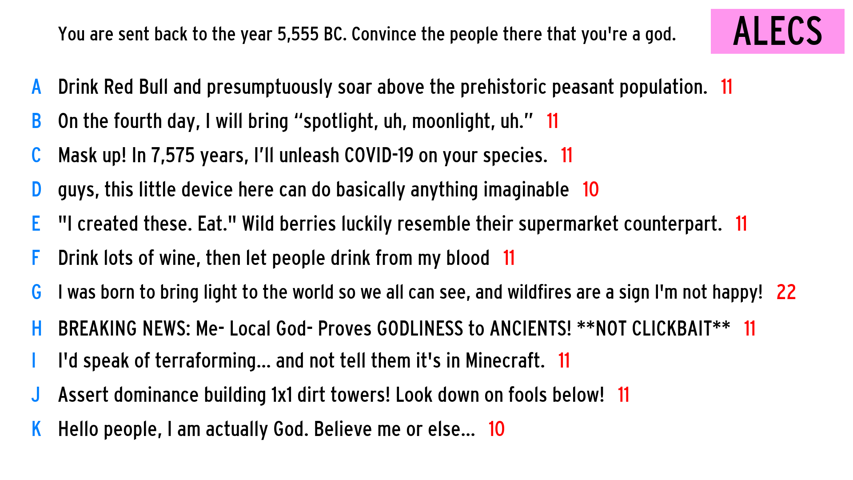 You are sent back to the year 5,555 BC. Convince the people there that you're a god.
ALECS
A Drink Red Bull and presumptuously soar above the prehistoric peasant population. 11
B On the fourth day, I will bring “spotlight, uh, moonlight, uh.” 11
C Mask up! In 7,575 years, I’ll unleash COVID-19 on your species. 11
D guys, this little device here can do basically anything imaginable 10
E "I created these. Eat." Wild berries luckily resemble their supermarket counterpart. 11
F Drink lots of wine, then let people drink from my blood 11
G I was born to bring light to the world so we all can see, and wildfires are a sign I'm not happy! 22
H BREAKING NEWS: Me- Local God- Proves GODLINESS to ANCIENTS! **NOT CLICKBAIT** 11
I I'd speak of terraforming... and not tell them it's in Minecraft. 11
J Assert dominance building 1x1 dirt towers! Look down on fools below! 11
K Hello people, I am actually God. Believe me or else... 10